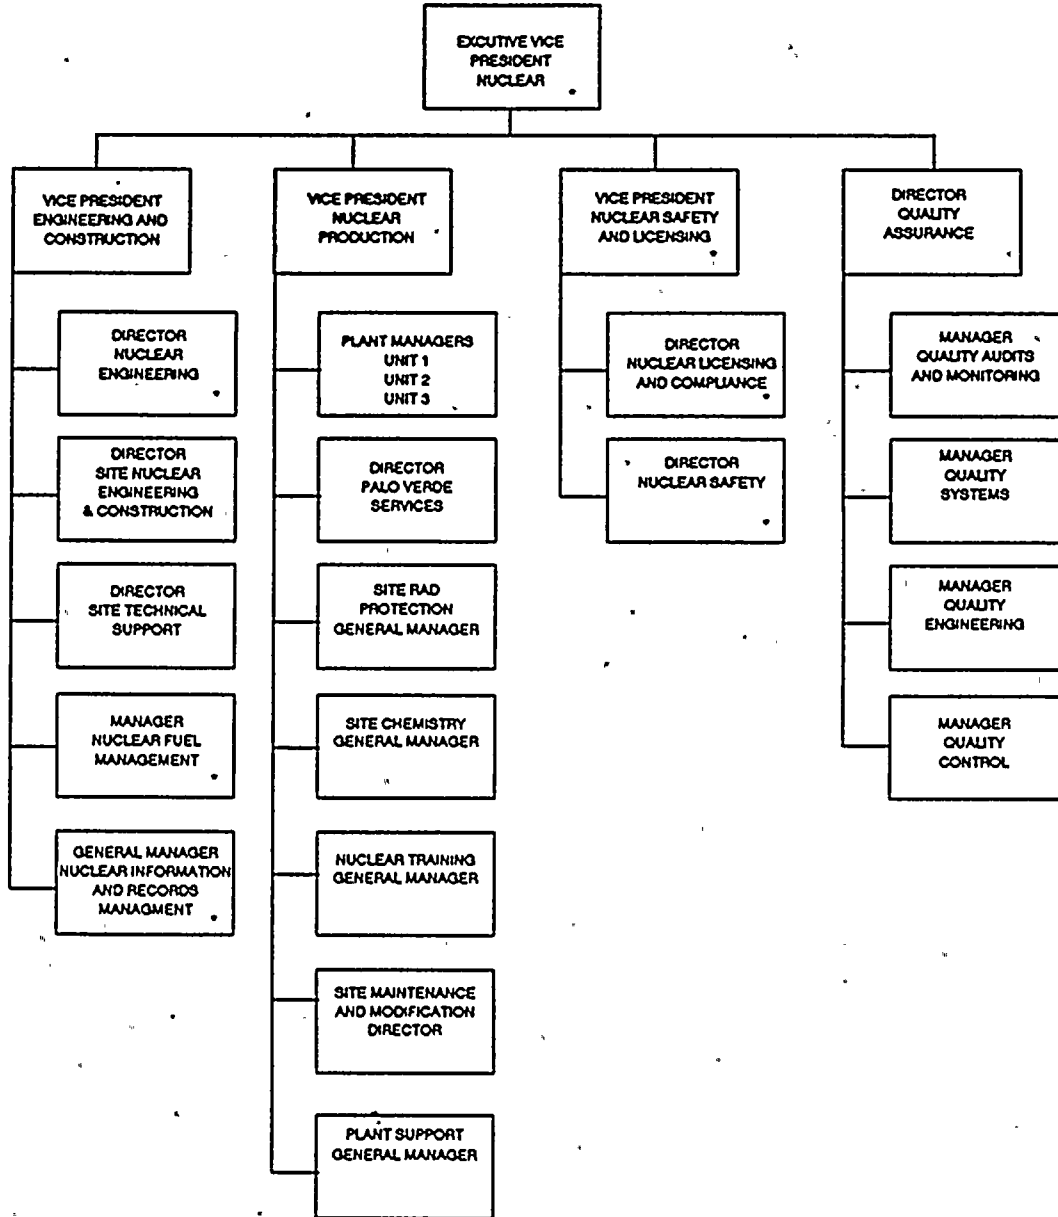 EXCUTIVE VICE
PRESIDENT
NUCLEAR
VICE PRESIDENT
ENGINEERING AND
CONSTRUCTION
DIRECTOR
NUCLEAR
ENGINEERING
DIRECTOR
SITE NUCLEAR
ENGINEERING
& CONSTRUCTION
DIRECTOR
SITE TECHNICAL
SUPPORT
MANAGER
NUCLEAR FUEL
MANAGEMENT
GENERAL MANAGER
NUCLEAR INFORMATION
AND RECORDS
MANAGMENT
VICE PRESIDENT
NUCLEAR
PRODUCTION
PLANT MANAGERS
UNIT 1
UNIT 2
UNIT 3
DIRECTOR
PALO VERDE
SERVICES
SITE RAD
PROTECTION
GENERAL MANAGER
SITE CHEMISTRY
GENERAL MANAGER
NUCLEAR TRAINING
GENERAL MANAGER
SITE MAINTENANCE
AND MODIFICATION
DIRECTOR
PLANT SUPPORT
GENERAL MANAGER
VICE PRESIDENT
NUCLEAR SAFETY
AND LICENSING
DIRECTOR
NUCLEAR LICENSING
AND COMPLIANCE
DIRECTOR
NUCLEAR SAFETY
DIRECTOR
QUALITY
ASSURANCE
MANAGER
QUALITY AUDITS
AND MONITORING
MANAGER
QUALITY
SYSTEMS
MANAGER
QUALITY
ENGINEERING
MANAGER
QUALITY
CONTROL